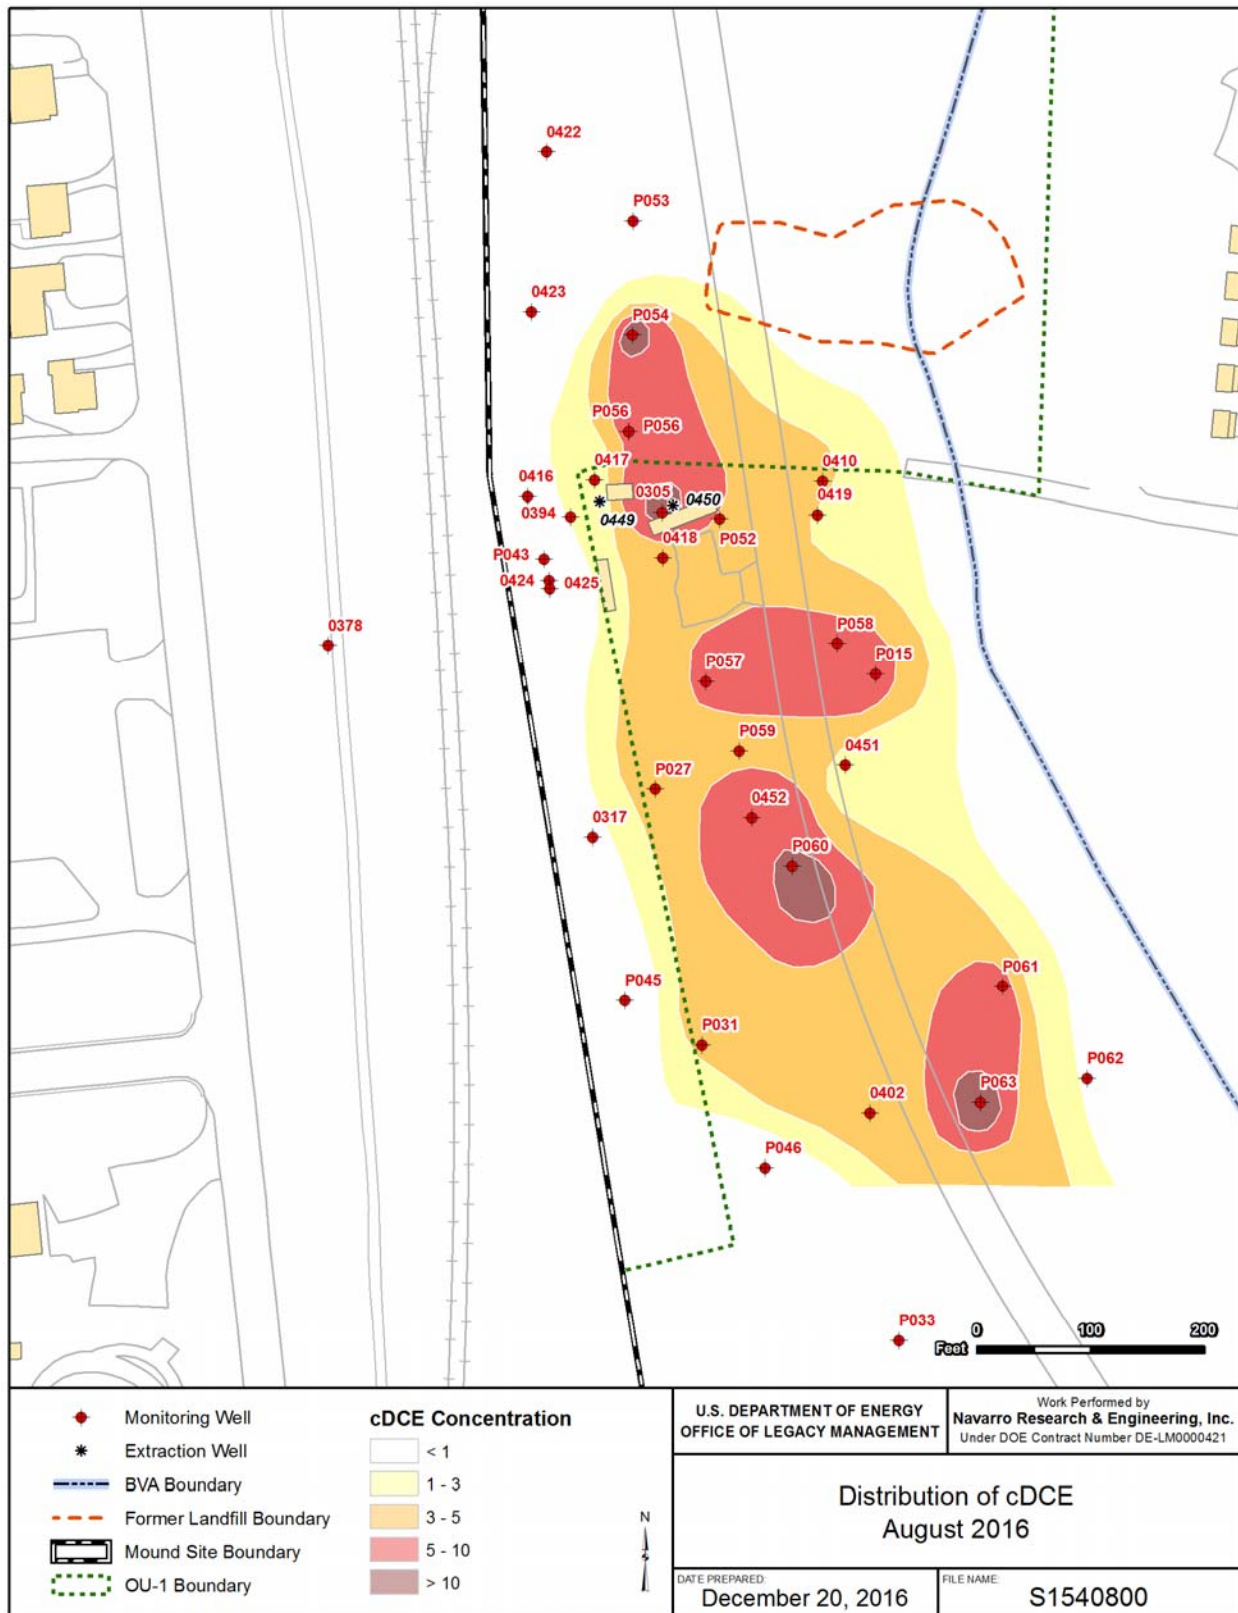 0422
P053
0423
P054
P056
P056
0417
0410
0416
0305
0450
0419
0394
0449
P052
0418
P043
0424
0425
0378
P058
P015
P057
P059
0451
P027
0452
0317
P060
P061
P045
P031
P062
P063
0402
P046
P033
0 100 200
Feet
Monitoring Well
Extraction Well
BVA Boundary
Former Landfill Boundary
Mound Site Boundary
OU-1 Boundary
cDCE Concentration
< 1
1 - 3
3 - 5
5 - 10
> 10
N
U.S. DEPARTMENT OF ENERGY
OFFICE OF LEGACY MANAGEMENT
Work Performed by
Navarro Research & Engineering, Inc.
Under DOE Contract Number DE-LM0000421
Distribution of cDCE
August 2016
DATE PREPARED:
December 20, 2016
FILE NAME:
S1540800